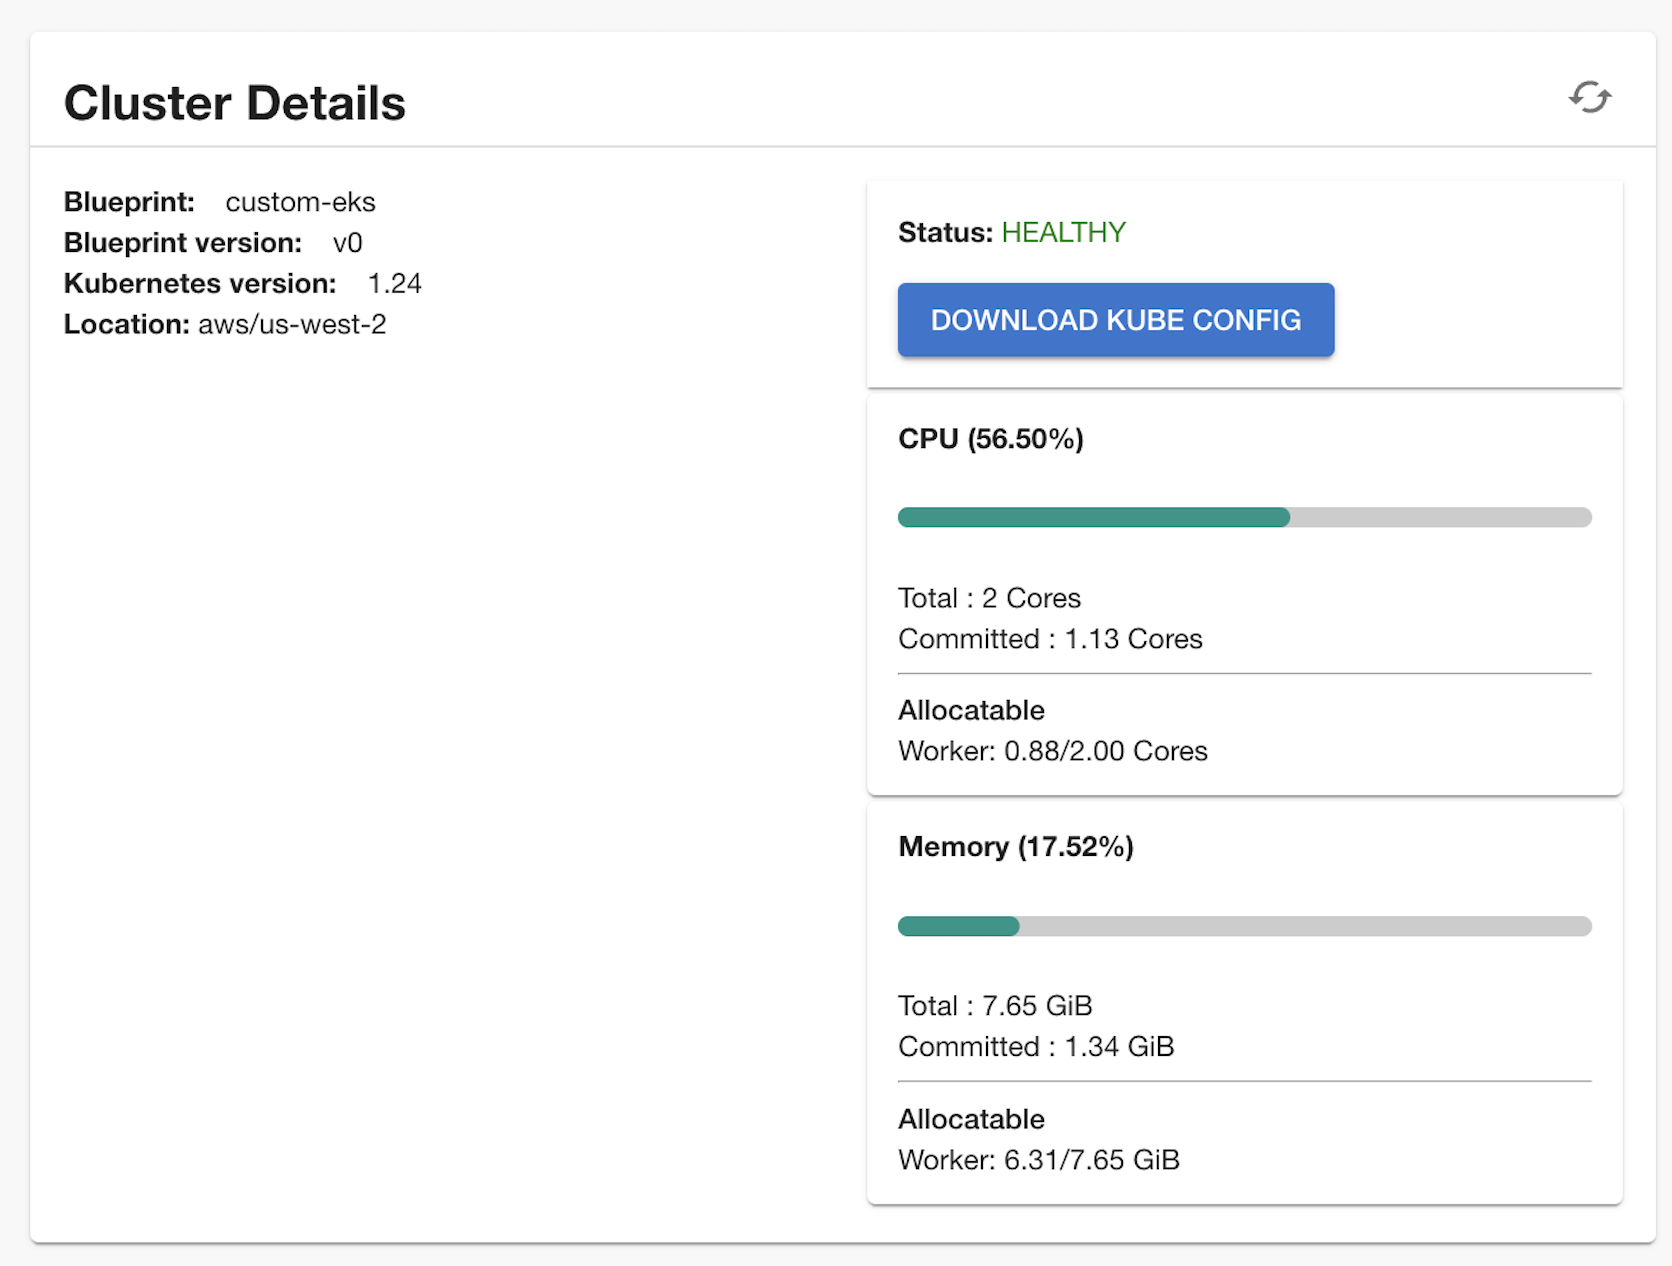 Cluster Details
Blueprint: custom-eks
Blueprint version: v0
Kubernetes version: 1.24
Location: aws/us-west-2
Status: HEALTHY
DOWNLOAD KUBE CONFIG
CPU (56.50%)
Total : 2 Cores
Committed : 1.13 Cores
Allocatable
Worker: 0.88/2.00 Cores
Memory (17.52%)
Total : 7.65 GiB
Committed : 1.34 GiB
Allocatable
Worker: 6.31/7.65 GiB